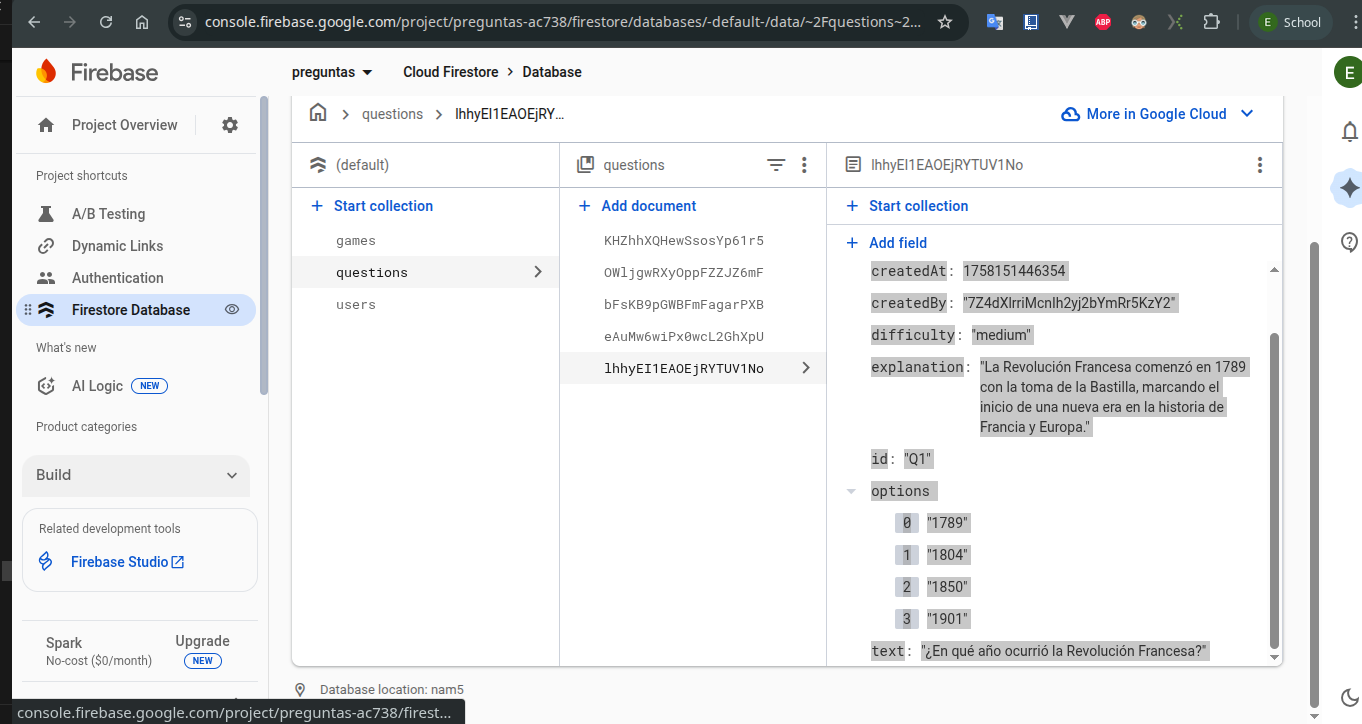 console.firebase.google.com/project/preguntas-ac738/firestore/databases/-default-/data/~2Fquestions~2...
ABP
E School
Firebase
preguntas
Cloud Firestore > Database
E
Project Overview
Project shortcuts
A/B Testing
Dynamic Links
Authentication
Firestore Database
What's new
AI Logic NEW
Product categories
Build
Related development tools
Firebase Studio
Spark
No-cost ($0/month)
Upgrade
NEW
questions > lhhyEI1EAOEjRY...
More in Google Cloud
(default)
Start collection
games
questions
users
questions
Add document
KHZhhXQHewSsosYp61r5
OWljgwRXyOppFZZJZ6mF
bFsKB9pGWBFmFagarPXB
eAuMw6wiPx0wcL2GhXpU
lhhyEI1EAOEjRYTUV1No
lhhyEI1EAOEjRYTUV1No
Start collection
Add field
createdAt: 1758151446354
createdBy: "7Z4dXlrriMcnIh2yj2bYmRr5KzY2"
difficulty: "medium"
explanation: "La Revolución Francesa comenzó en 1789
con la toma de la Bastilla, marcando el
inicio de una nueva era en la historia de
Francia y Europa."
id: "Q1"
options
0 "1789"
1 "1804"
2 "1850"
3 "1901"
text: "¿En qué año ocurrió la Revolución Francesa?"
Database location: nam5
console.firebase.google.com/project/preguntas-ac738/firest...